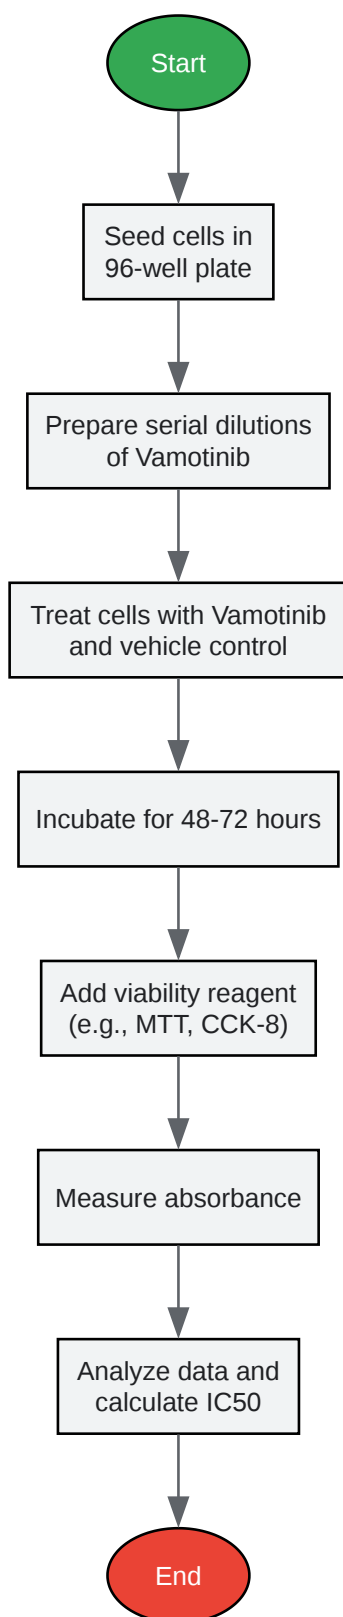 Start
Seed cells in
96-well plate
Prepare serial dilutions
of Vamotinib
Treat cells with Vamotinib
and vehicle control
Incubate for 48-72 hours
Add viability reagent
(e.g., MTT, CCK-8)
Measure absorbance
Analyze data and
calculate IC50
End